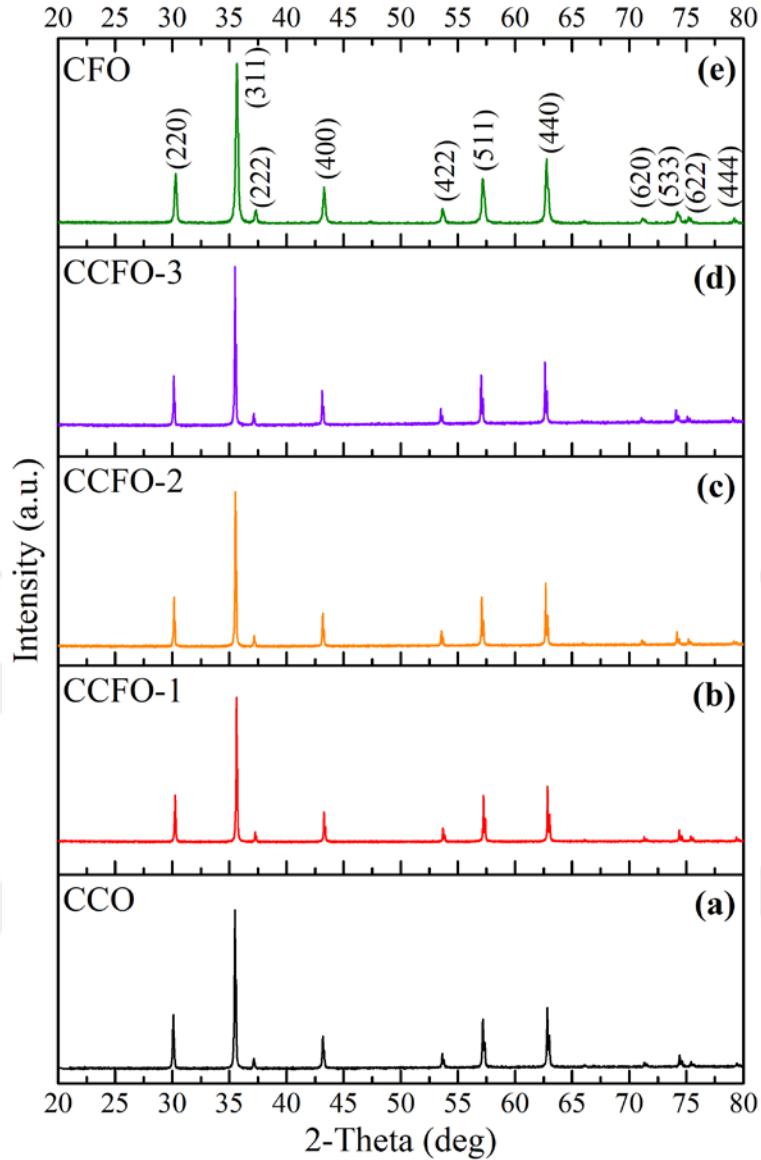 20 25 30 35 40 45 50 55 60 65 70 75 80
CFO (e)
(220) (311) (222) (400) (422) (511) (440) (620) (533) (622) (444)
CCFO-3 (d)
CCFO-2 (c)
CCFO-1 (b)
CCO (a)
Intensity (a.u.)
20 25 30 35 40 45 50 55 60 65 70 75 80
2-Theta (deg)